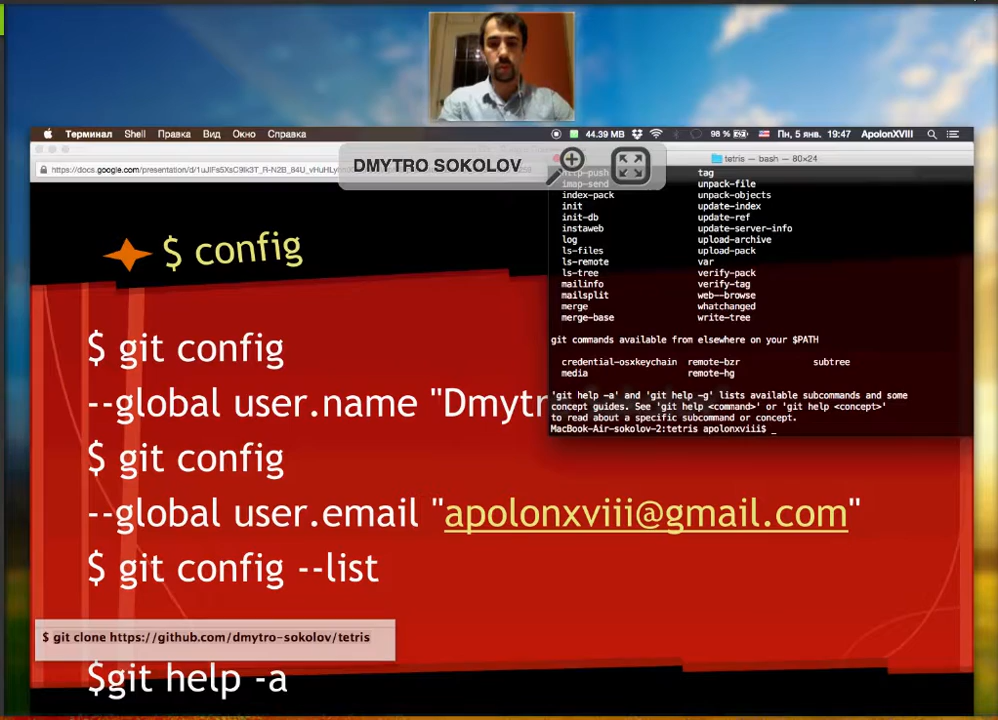 Терминал Shell Правка Вид Окно Справка 44.39 MB 98 % Пн, 5 янв. 19:47 ApolonXVIII
DMYTRO SOKOLOV
tetris — bash — 80×24
$ config
$ git config
--global user.name "Dmytr
$ git config
--global user.email "apolonxviii@gmail.com"
$ git config --list
$ git clone https://github.com/dmytro-sokolov/tetris
$git help -a
http-push tag
imap-send unpack-file
index-pack unpack-objects
init update-index
init-db update-ref
instaweb update-server-info
log upload-archive
ls-files upload-pack
ls-remote var
ls-tree verify-pack
mailinfo verify-tag
mailsplit web--browse
merge whatchanged
merge-base write-tree
git commands available from elsewhere on your $PATH
credential-osxkeychain remote-bzr subtree
media remote-hg
'git help -a' and 'git help -g' lists available subcommands and some
concept guides. See 'git help <command>' or 'git help <concept>'
to read about a specific subcommand or concept.
MacBook-Air-sokolov-2:tetris apolonxviii$ _